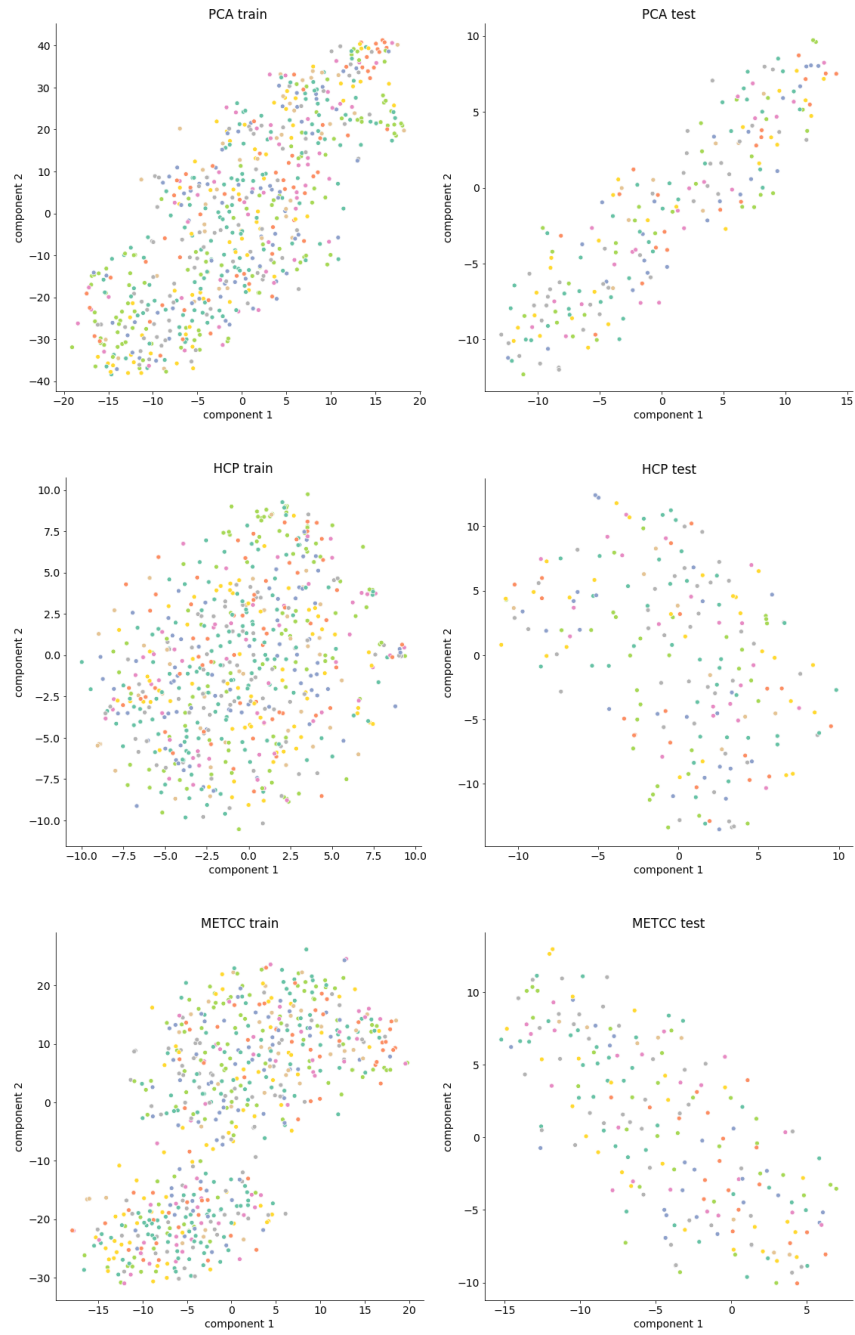 PCA train
40
30
20
10
0
−10
−20
−30
−40
component 2
−20 −15 −10 −5 0 5 10 15 20
component 1
PCA test
10
5
0
−5
−10
component 2
−10 −5 0 5 10 15
component 1
HCP train
10.0
7.5
5.0
2.5
0.0
−2.5
−5.0
−7.5
−10.0
component 2
−10.0 −7.5 −5.0 −2.5 0.0 2.5 5.0 7.5 10.0
component 1
HCP test
10
5
0
−5
−10
component 2
−10 −5 0 5 10
component 1
METCC train
20
10
0
−10
−20
−30
component 2
−15 −10 −5 0 5 10 15 20
component 1
METCC test
10
5
0
−5
−10
component 2
−15 −10 −5 0 5
component 1